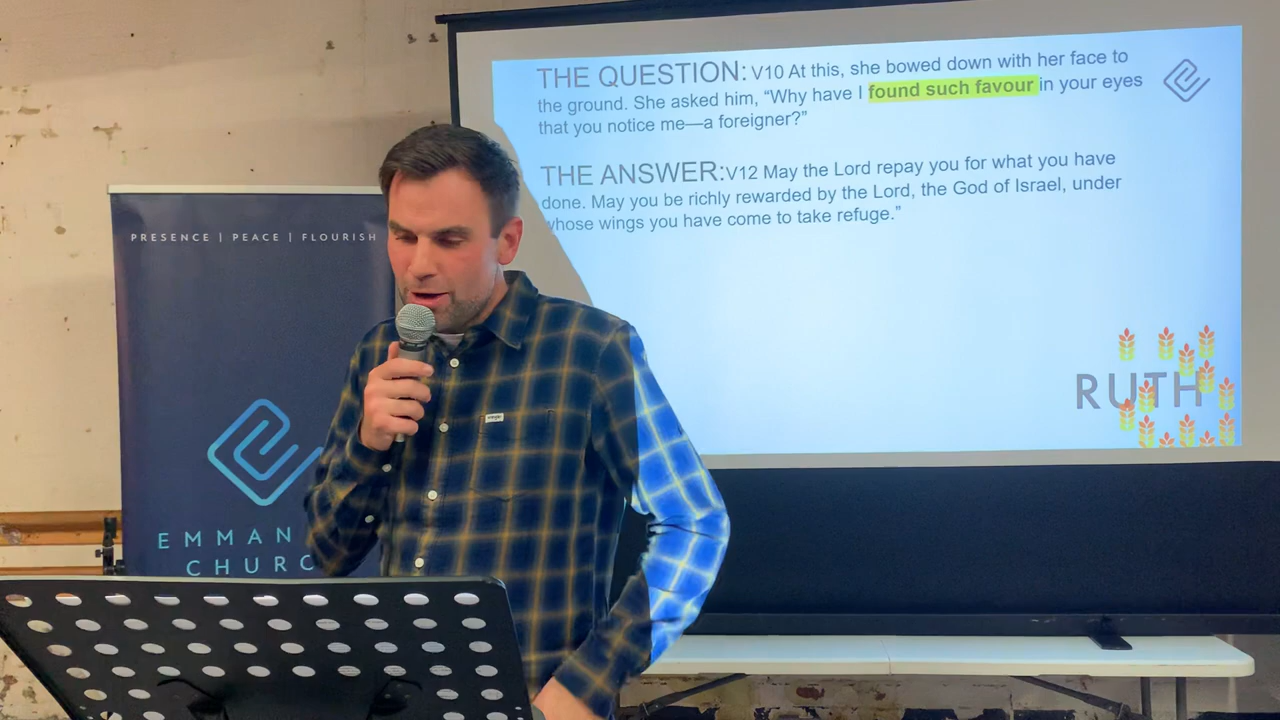 THE QUESTION: V10 At this, she bowed down with her face to
the ground. She asked him, “Why have I found such favour in your eyes
that you notice me—a foreigner?”
THE ANSWER:V12 May the Lord repay you for what you have
done. May you be richly rewarded by the Lord, the God of Israel, under
whose wings you have come to take refuge.”
RUTH
PRESENCE | PEACE | FLOURISH
EMMAN
CHURC